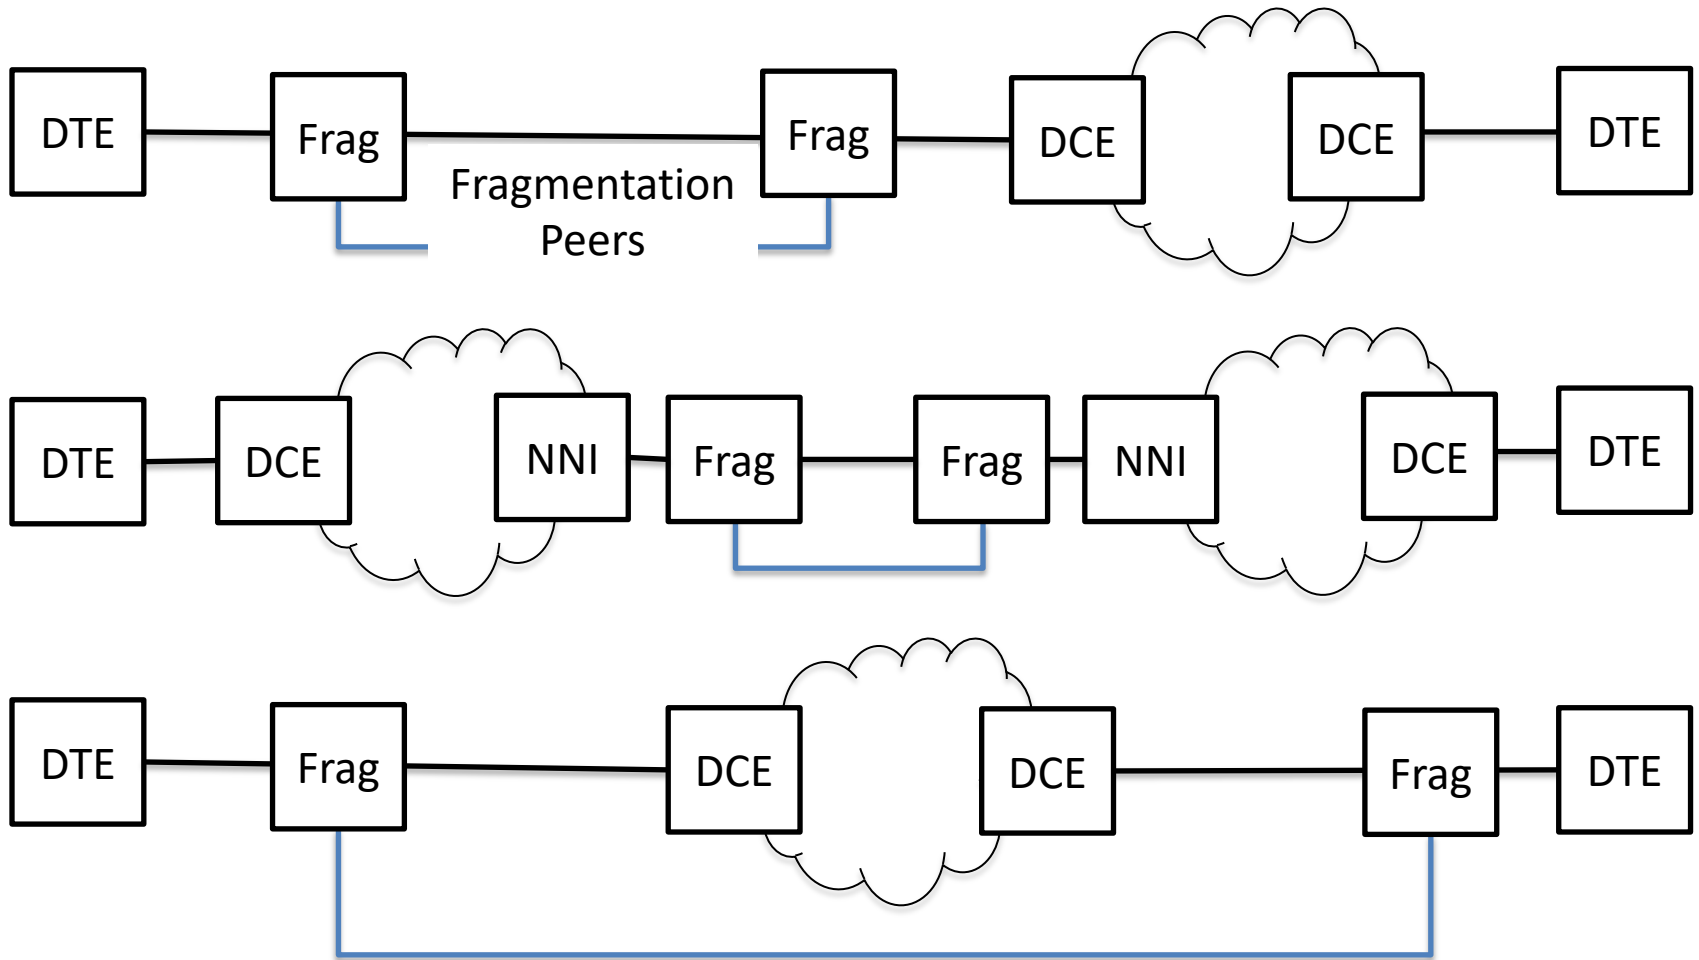 DTE Frag Frag DCE DCE DTE
Fragmentation
Peers
DTE DCE NNI Frag Frag NNI DCE DTE
DTE Frag DCE DCE Frag DTE